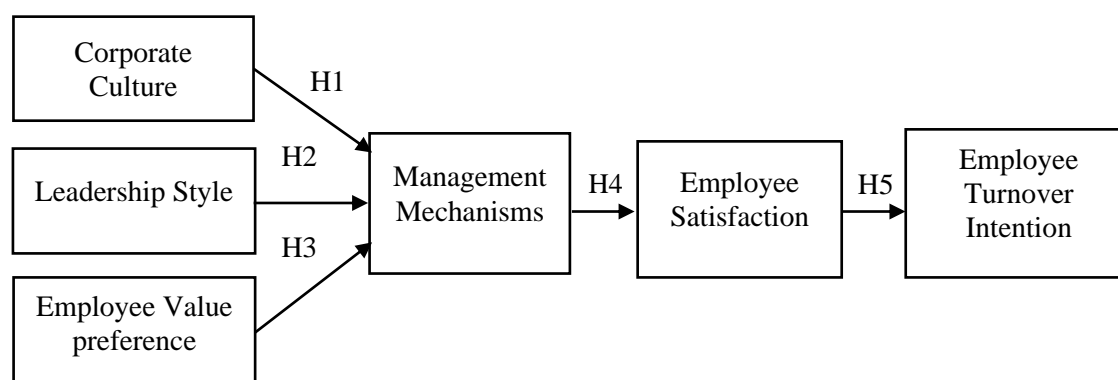 Corporate
Culture
H1
Leadership Style
H2
Employee Value
preference
H3
Management
Mechanisms
H4
Employee
Satisfaction
H5
Employee
Turnover
Intention